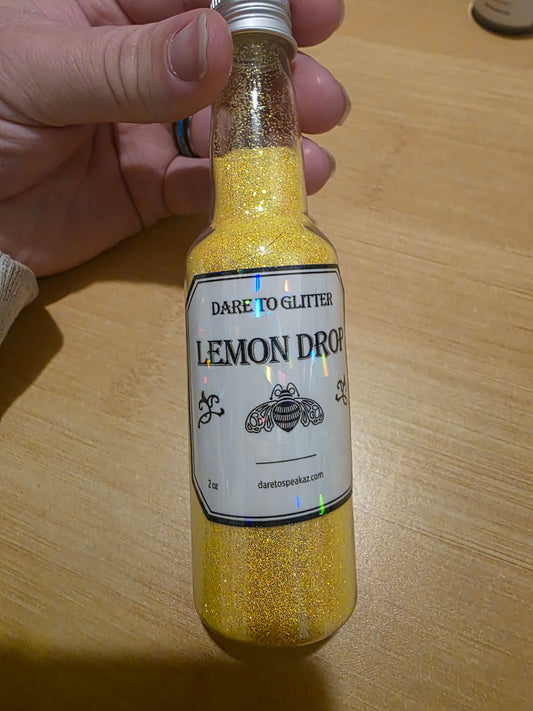 DARE TO GLITTER
LEMON DROP
2 oz
daretospeakaz.com